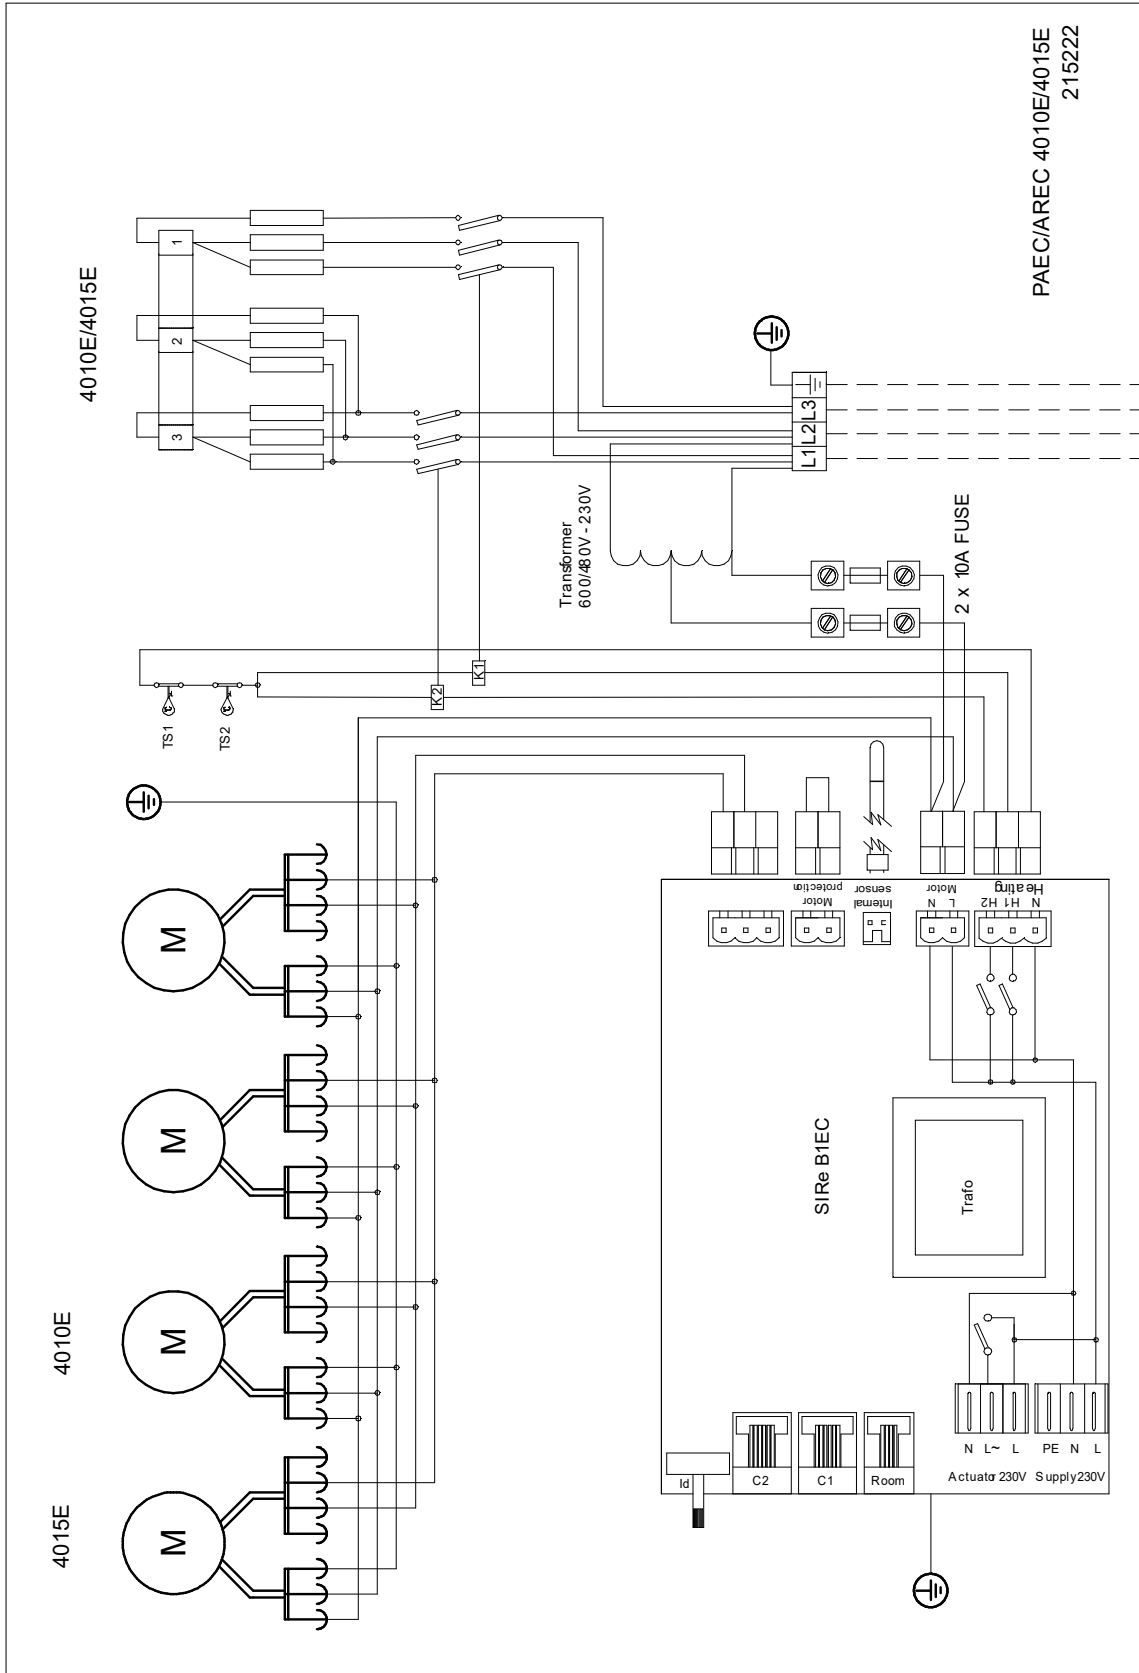 PAEC/AREC 4010E/4015E
215222
4010E/4015E
1
2
3
L1
L2
L3
Transformer
600/480V - 230V
2 x 10A FUSE
K1
K2
TS1
TS2
M
M
M
M
4010E
4015E
Motor
protection
Internal
sensor
Motor
N
L
Heating
H2
H1
N
SIRe B1EC
Trafo
Id
C2
C1
Room
N L~ L
Actuator 230V
PE N L
Supply230V